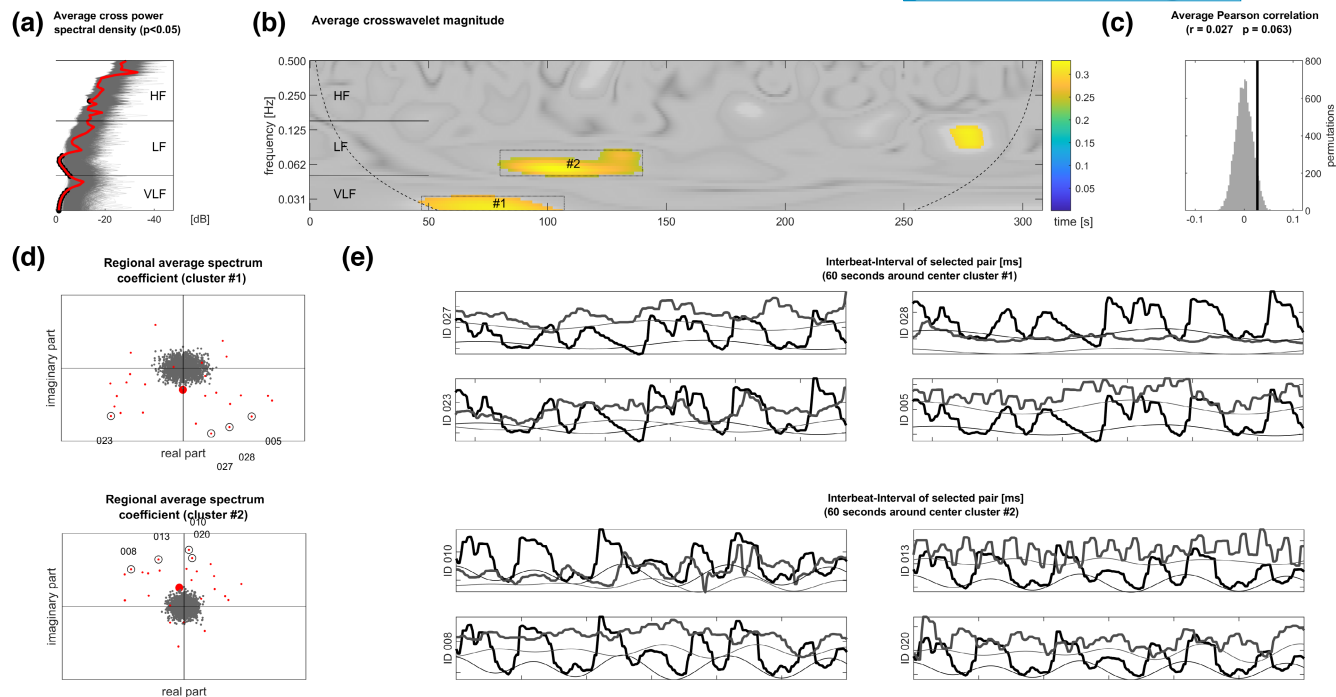 (a)
Average cross power
spectral density (p<0.05)
HF
LF
VLF
0
-20
-40
[dB]
(b)
Average crosswavelet magnitude
frequency [Hz]
0.500
0.250
0.125
0.062
0.031
HF
LF
VLF
#2
#1
0
50
100
150
200
250
300
time [s]
0.3
0.25
0.2
0.15
0.1
0.05
(c)
Average Pearson correlation
(r = 0.027 p = 0.063)
800
600
400
200
0
permutations
-0.1
0
0.1
(d)
Regional average spectrum
coefficient (cluster #1)
imaginary part
023
005
028
027
real part
Regional average spectrum
coefficient (cluster #2)
010
020
013
008
imaginary part
real part
(e)
Interbeat-Interval of selected pair [ms]
(60 seconds around center cluster #1)
ID 027
ID 028
ID 023
ID 005
Interbeat-Interval of selected pair [ms]
(60 seconds around center cluster #2)
ID 010
ID 013
ID 008
ID 020